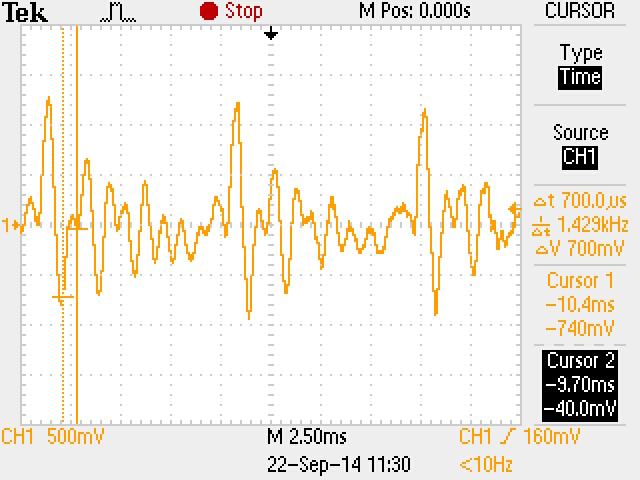 Tek Stop M Pos: 0.000s CURSOR
Type
Time
Source
CH1
Δt 700.0us
1/Δt 1.429kHz
ΔV 700mV
Cursor 1
-10.4ms
-740mV
Cursor 2
-9.70ms
-40.0mV
1
CH1 500mV M 2.50ms CH1 160mV
22-Sep-14 11:30 <10Hz